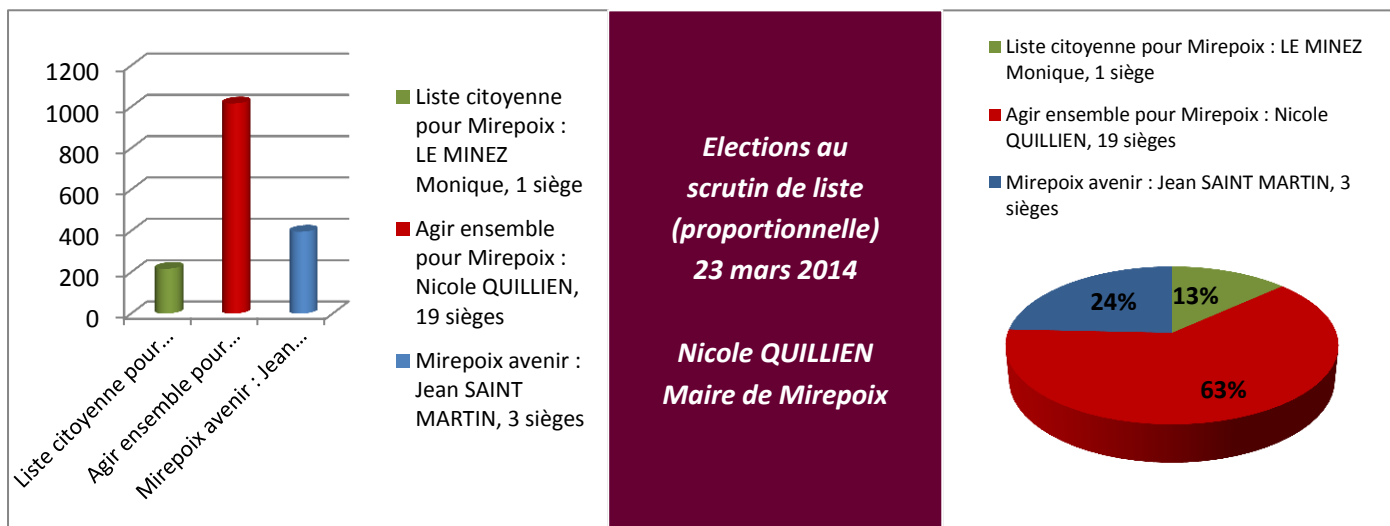 1200
1000
800
600
400
200
0
Liste citoyenne pour...
Agir ensemble pour...
Mirepoix avenir : Jean...
Liste citoyenne
pour Mirepoix :
LE MINEZ
Monique, 1 siège
Agir ensemble
pour Mirepoix :
Nicole QUILLIEN,
19 sièges
Mirepoix avenir :
Jean SAINT
MARTIN, 3 sièges
Elections au
scrutin de liste
(proportionnelle)
23 mars 2014
Nicole QUILLIEN
Maire de Mirepoix
Liste citoyenne pour Mirepoix : LE MINEZ
Monique, 1 siège
Agir ensemble pour Mirepoix : Nicole
QUILLIEN, 19 sièges
Mirepoix avenir : Jean SAINT MARTIN, 3
sièges
24%
13%
63%